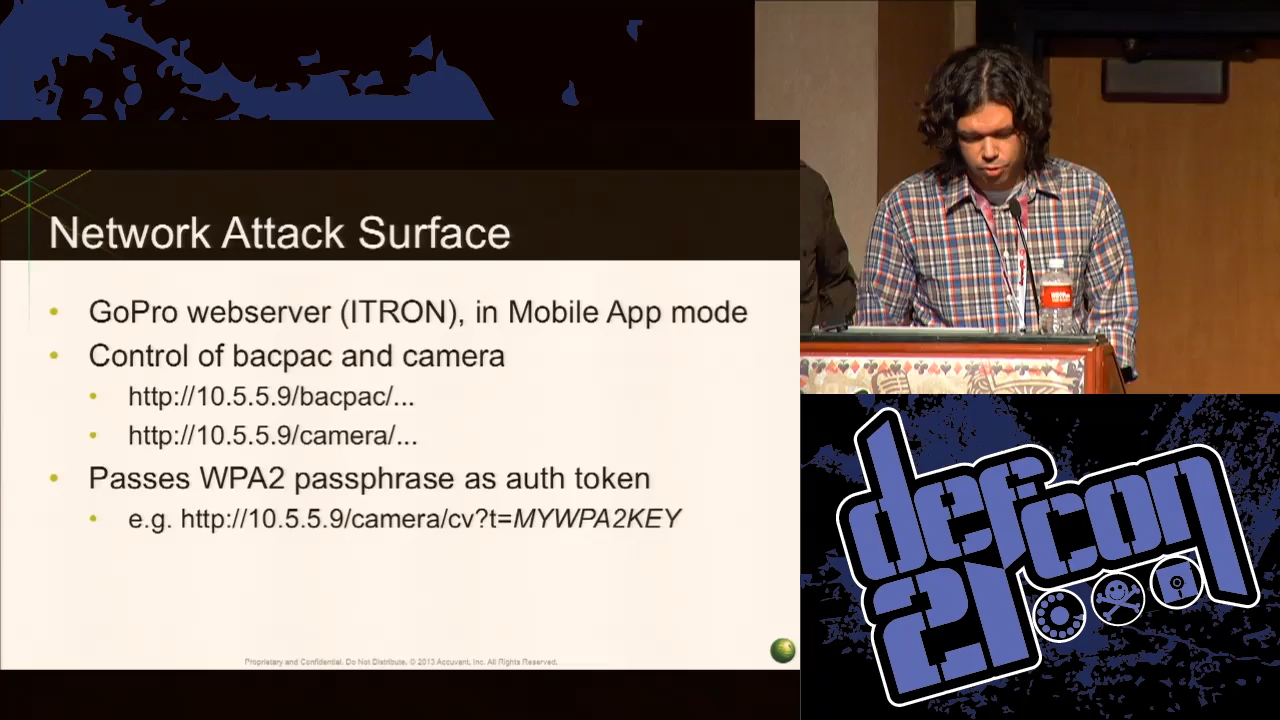 Network Attack Surface
• GoPro webserver (ITRON), in Mobile App mode
• Control of bacpac and camera
• http://10.5.5.9/bacpac/...
• http://10.5.5.9/camera/...
• Passes WPA2 passphrase as auth token
• e.g. http://10.5.5.9/camera/cv?t=MYWPA2KEY
Proprietary and Confidential. Do Not Distribute. © 2013 Accuvant, Inc. All Rights Reserved.
defcon
21